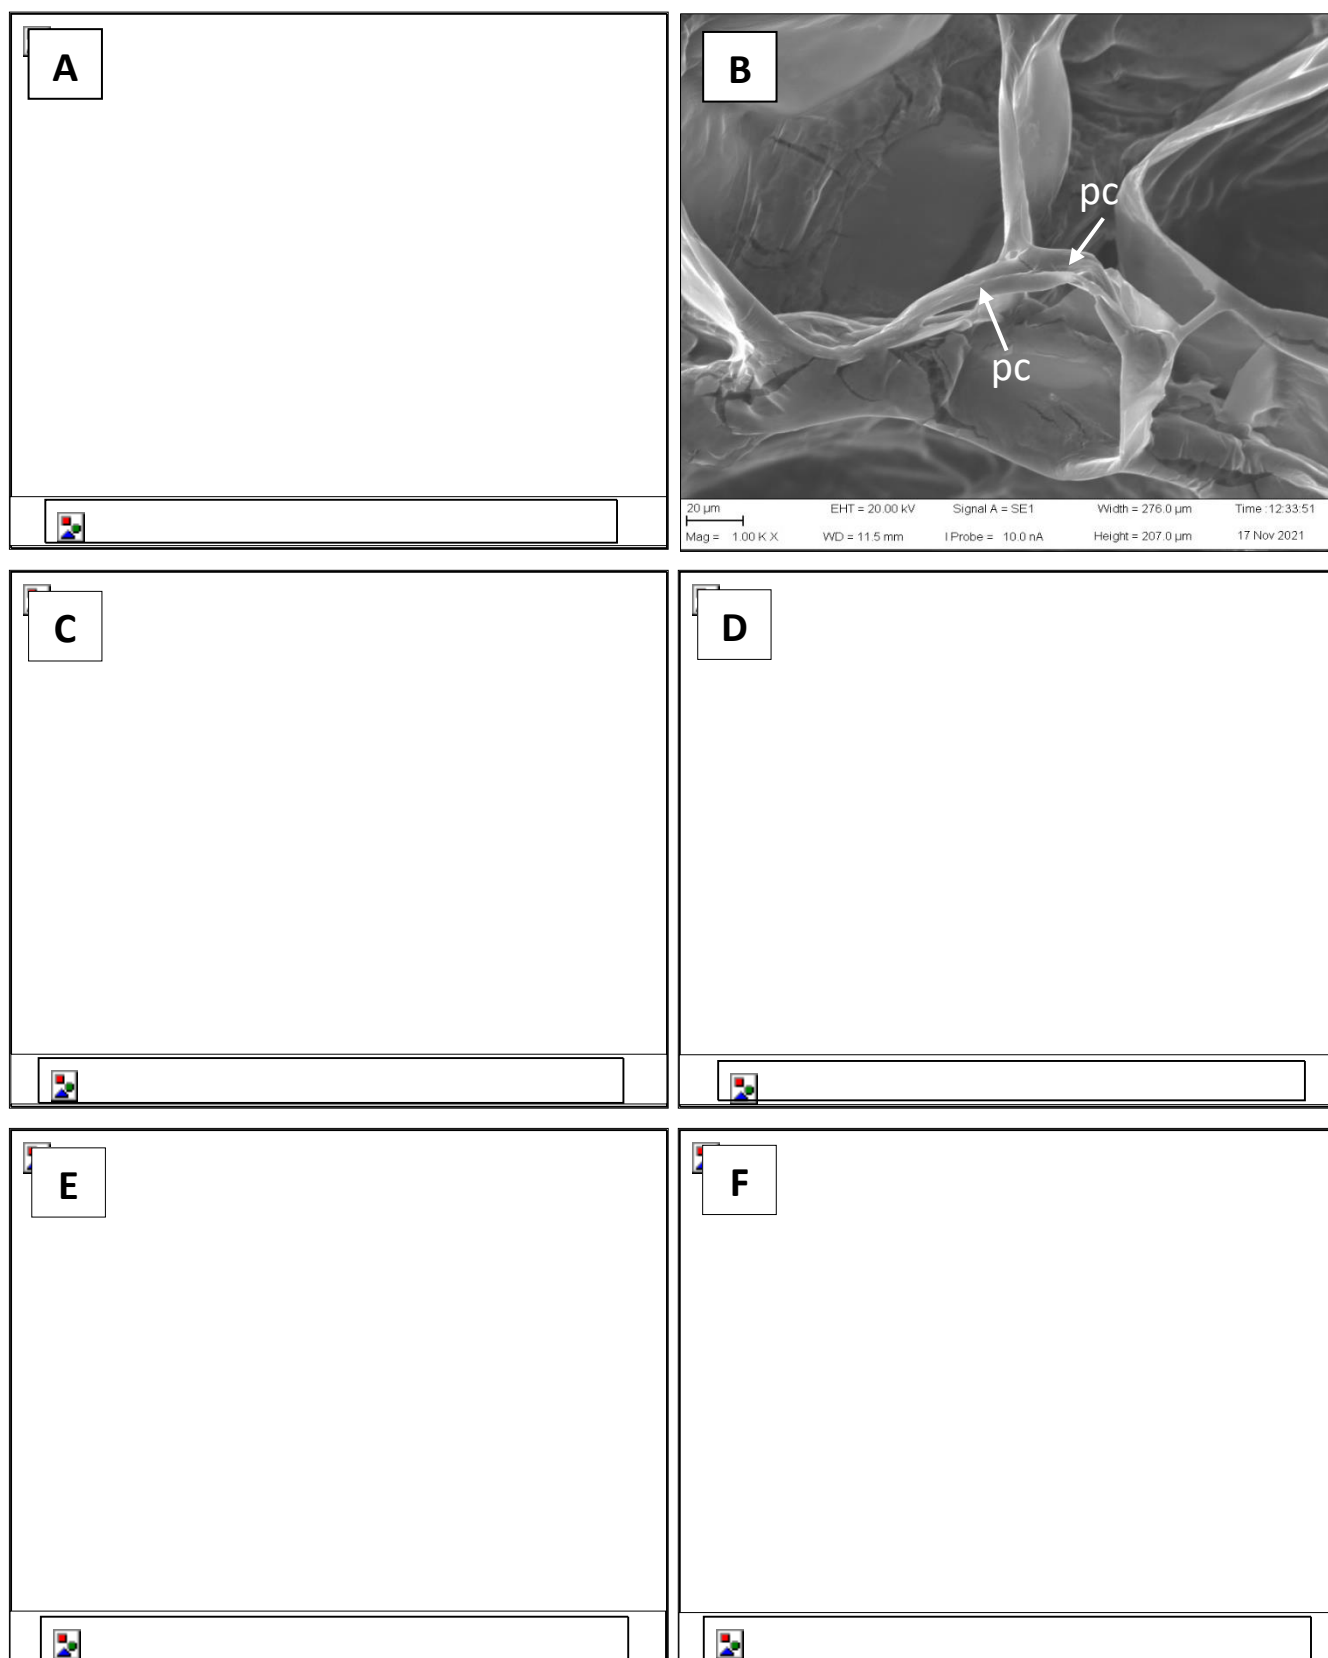 A
B
pc
pc
20 µm EHT = 20.00 kV Signal A = SE1 Width = 276.0 µm Time :12:33:51
Mag = 1.00 K X WD = 11.5 mm I Probe = 10.0 nA Height = 207.0 µm 17 Nov 2021
C
D
E
F